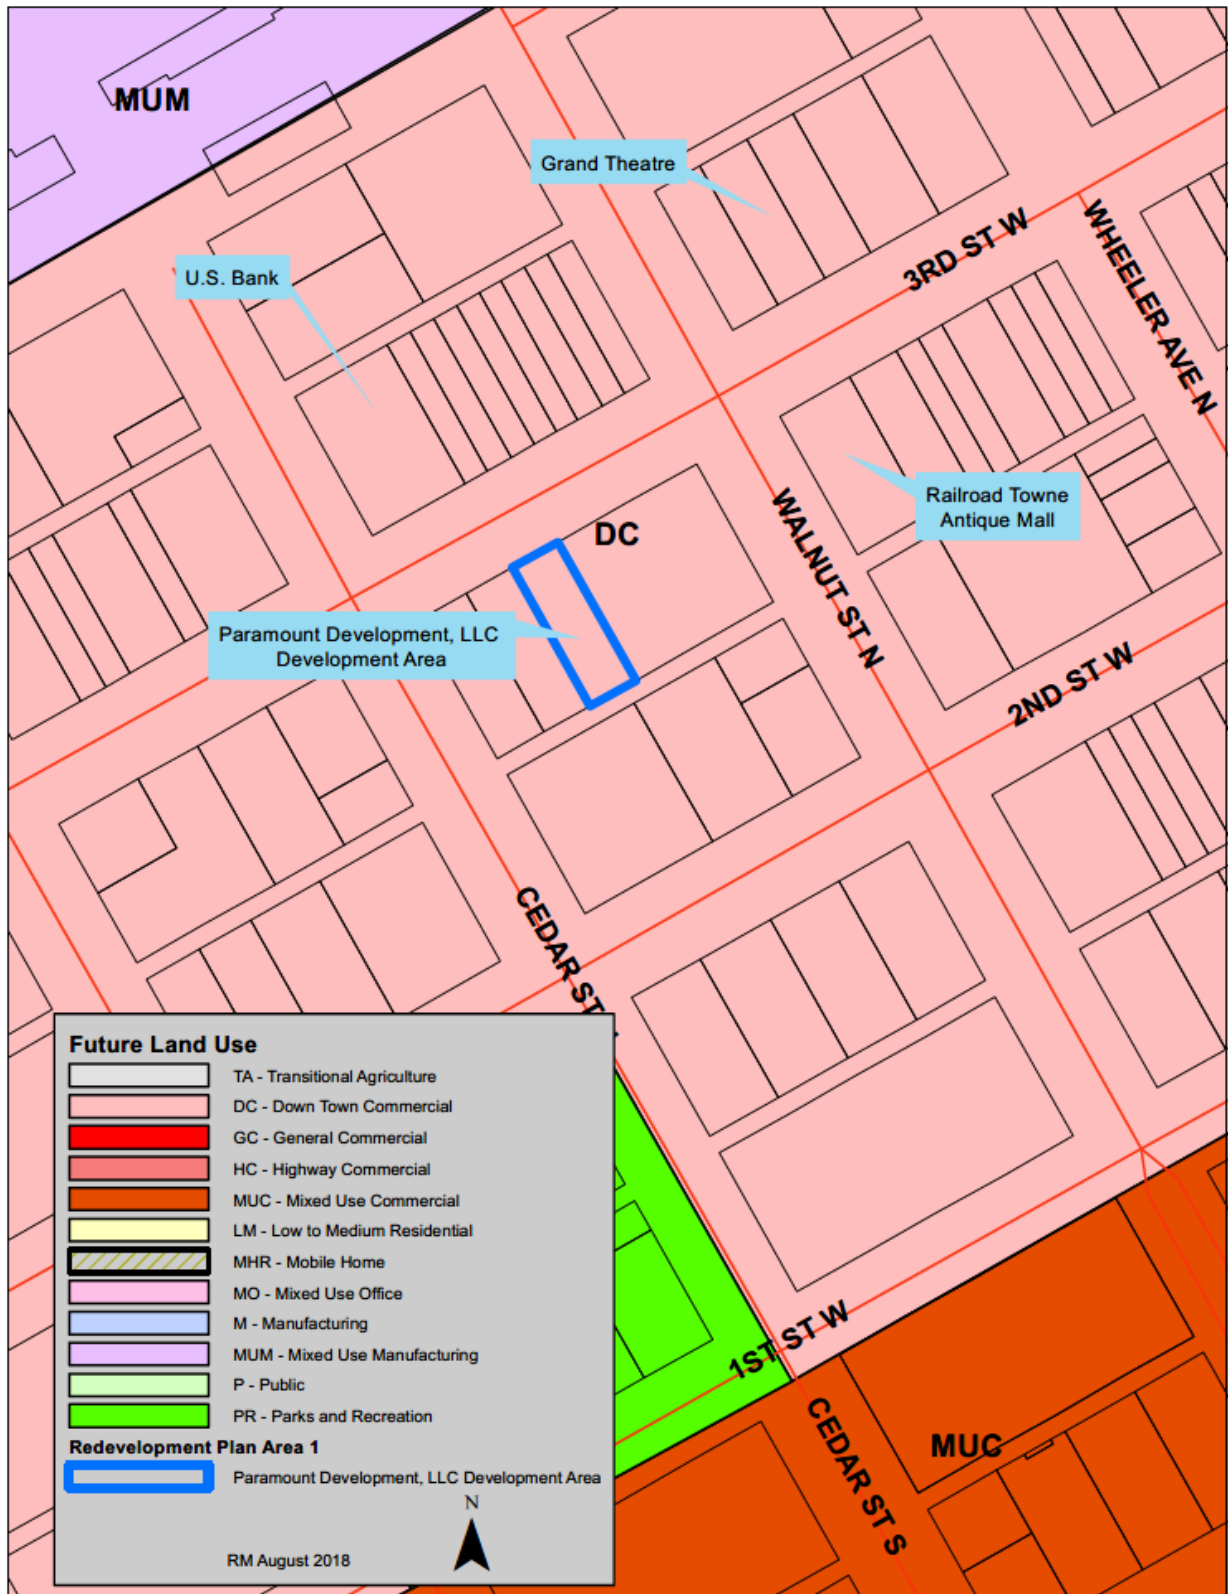 MUM
Grand Theatre
3RD ST W
WHEELER AVE N
U.S. Bank
Railroad Towne
Antique Mall
DC
WALNUT ST N
Paramount Development, LLC
Development Area
2ND ST W
CEDAR ST
Future Land Use
TA - Transitional Agriculture
DC - Down Town Commercial
GC - General Commercial
HC - Highway Commercial
MUC - Mixed Use Commercial
LM - Low to Medium Residential
MHR - Mobile Home
MO - Mixed Use Office
M - Manufacturing
MUM - Mixed Use Manufacturing
P - Public
PR - Parks and Recreation
Redevelopment Plan Area 1
Paramount Development, LLC Development Area
N
RM August 2018
1ST ST W
CEDAR ST S
MUC